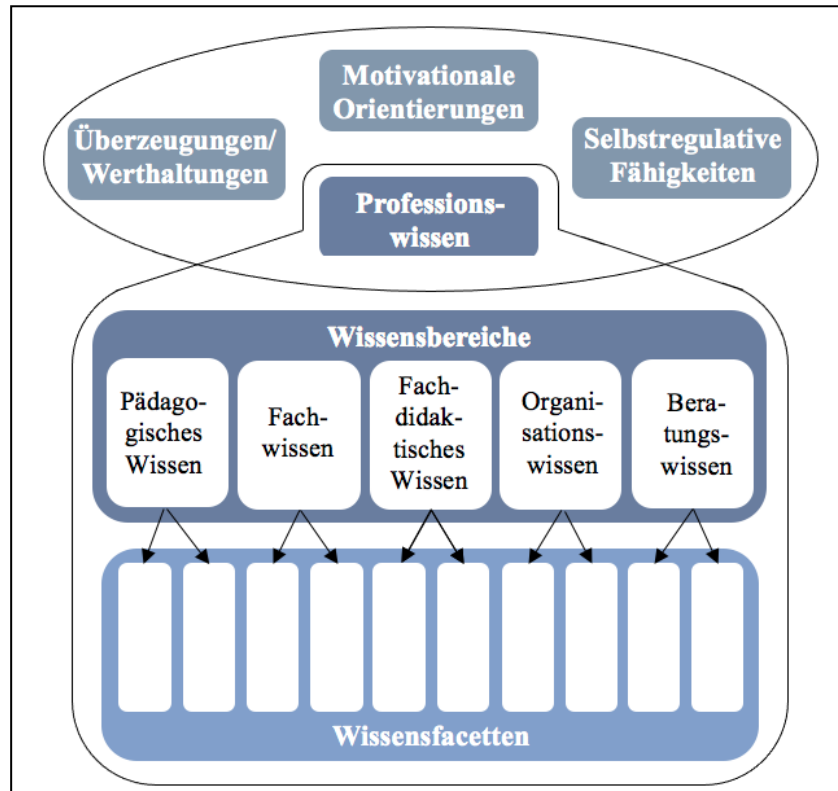 Motivationale
Orientierungen
Überzeugungen/
Werthaltungen
Selbstregulative
Fähigkeiten
Professions-
wissen
Wissensbereiche
Pädago-
gisches
Wissen
Fach-
wissen
Fach-
didak-
tisches
Wissen
Organi-
sations-
wissen
Bera-
tungs-
wissen
Wissensfacetten